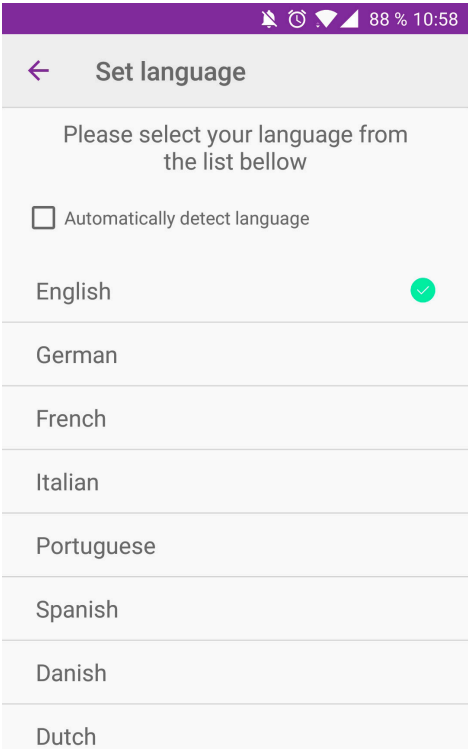 88 % 10:58
Set language
Please select your language from
the list bellow
Automatically detect language
English
German
French
Italian
Portuguese
Spanish
Danish
Dutch